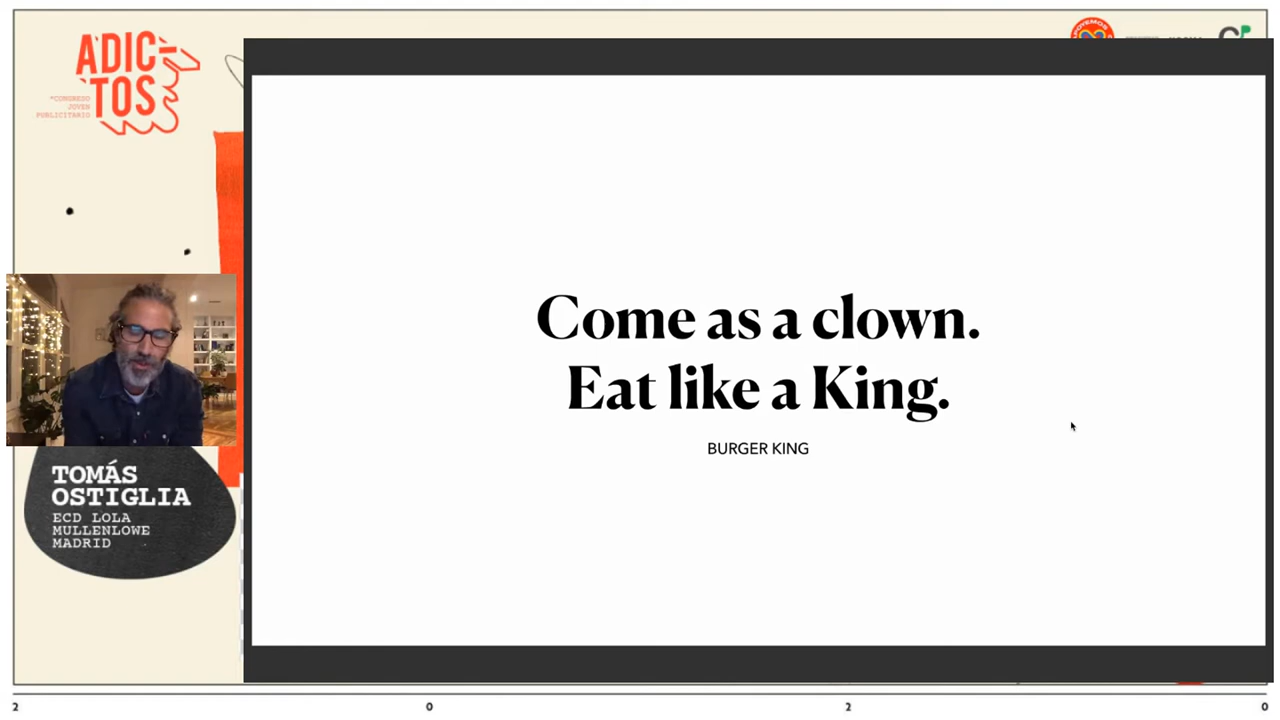 ADIC
TOS
"CONGRESO
JOVEN
PUBLICITARIO
Come as a clown.
Eat like a King.
BURGER KING
TOMÁS
OSTIGLIA
ECD LOLA
MULLENLOWE
MADRID
2 0 2 0